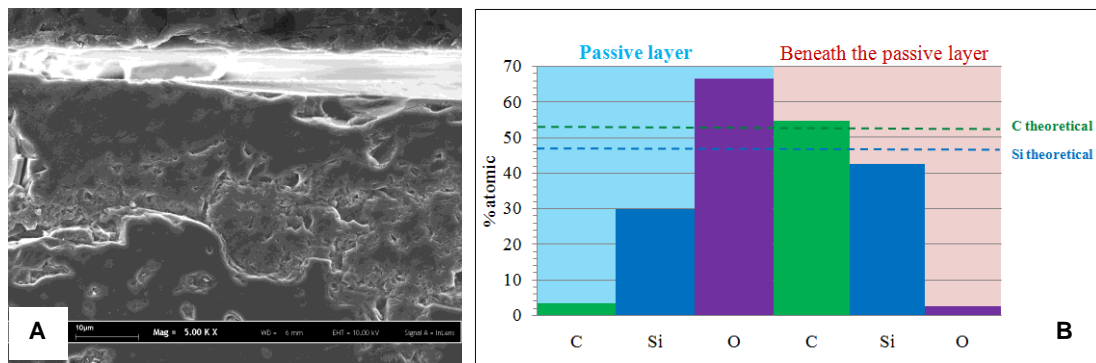 A
10µm
Mag = 5.00 K X
WD = 6 mm
EHT = 10.00 kV
Signal A = InLens
Passive layer
Beneath the passive layer
% atomic
70
60
50
40
30
20
10
0
C theoretical
Si theoretical
C Si O C Si O
B